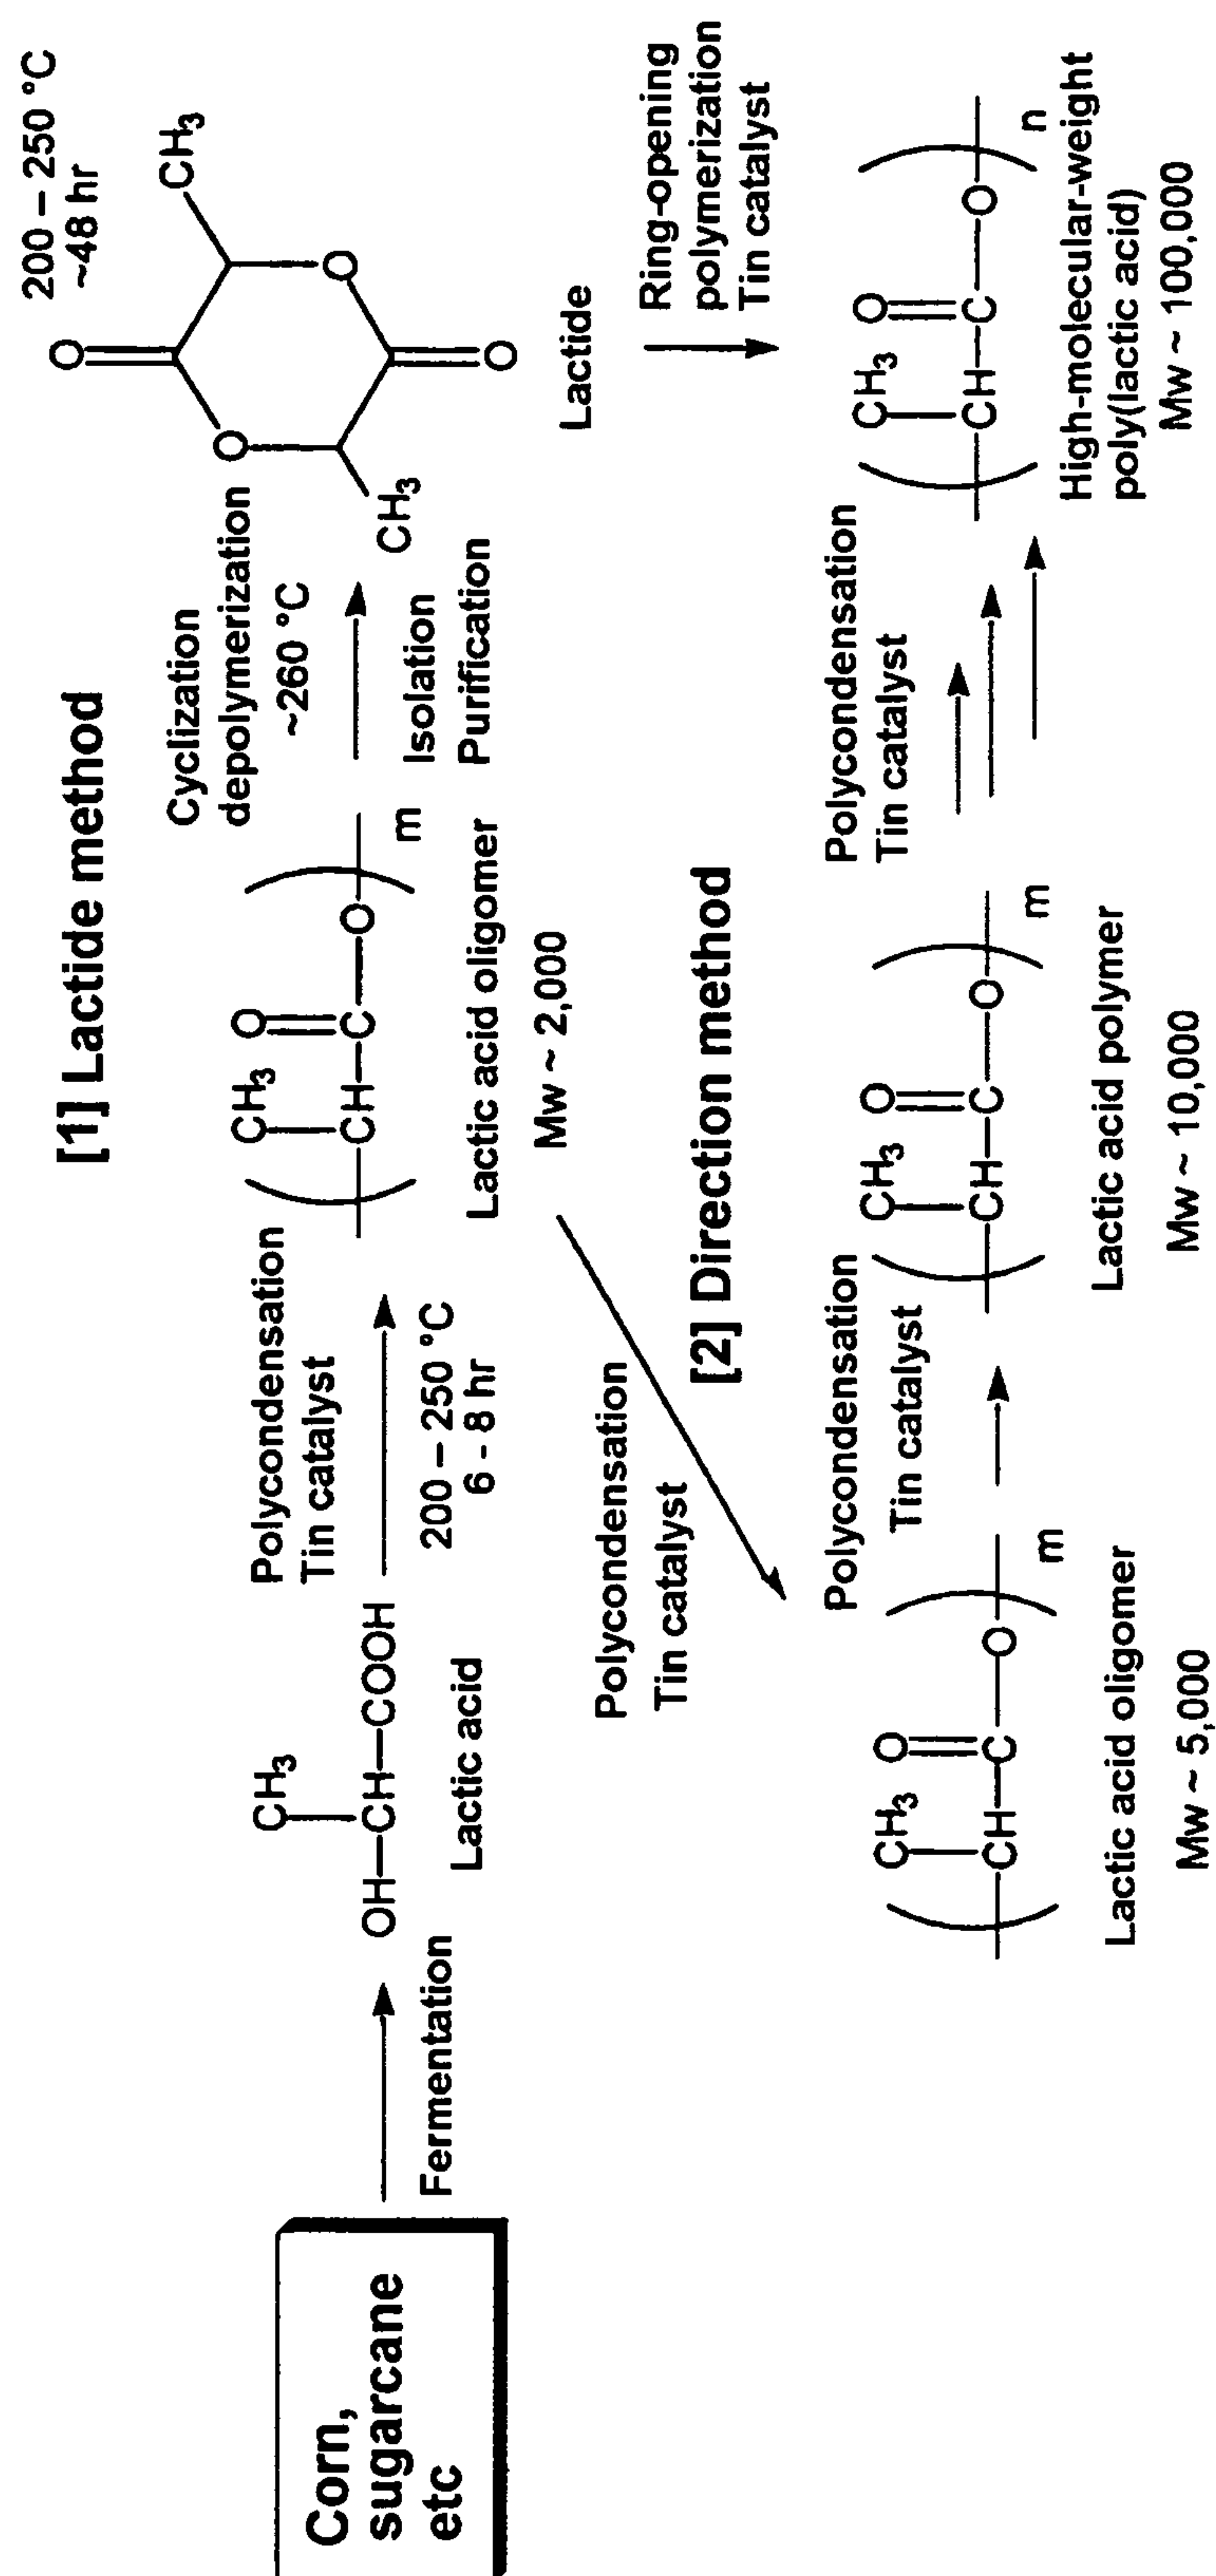 [1] Lactide method
Corn,
sugarcane
etc
Fermentation
CH3
OH—CH—COOH
Lactic acid
Polycondensation
Tin catalyst
200 – 250 °C
6 - 8 hr
CH3 O
CH—C—O
m
Lactic acid oligomer
Mw ~ 2,000
Cyclization
depolymerization
~260 °C
Isolation
Purification
200 – 250 °C
~48 hr
O
CH3
O
O
CH3
O
Lactide
Ring-opening
polymerization
Tin catalyst
[2] Direction method
Polycondensation
Tin catalyst
CH3 O
CH—C—O
m
Lactic acid oligomer
Mw ~ 5,000
Polycondensation
Tin catalyst
CH3 O
CH—C—O
m
Lactic acid polymer
Mw ~ 10,000
Polycondensation
Tin catalyst
CH3 O
CH—C—O
n
High-molecular-weight
poly(lactic acid)
Mw ~ 100,000